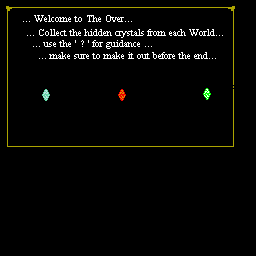 ... Welcome to The Over...
... Collect the hidden crystals from each World...
... use the ' ? ' for guidance ...
... make sure to make it out before the end...